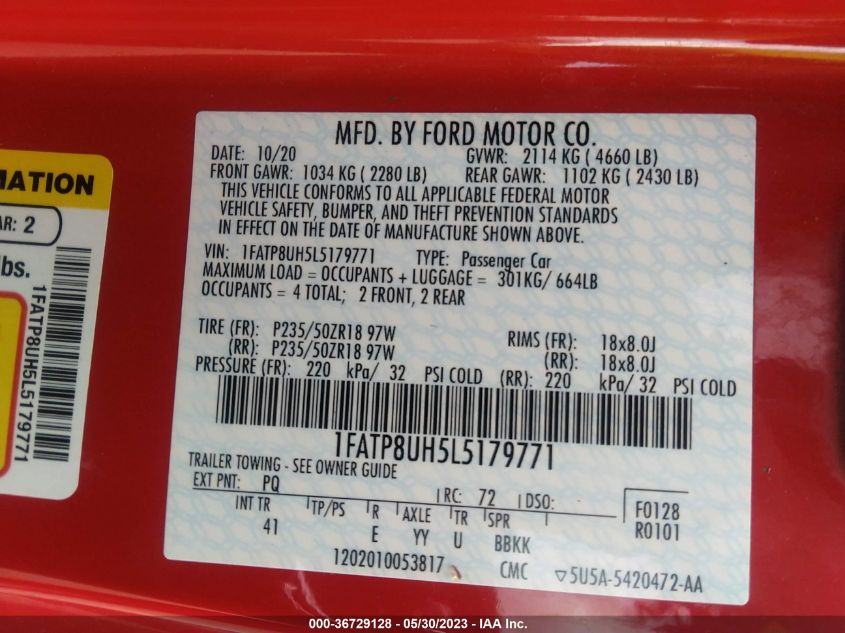 MFD. BY FORD MOTOR CO.
DATE: 10/20 GVWR: 2114 KG ( 4660 LB)
FRONT GAWR: 1034 KG ( 2280 LB) REAR GAWR: 1102 KG ( 2430 LB)
THIS VEHICLE CONFORMS TO ALL APPLICABLE FEDERAL MOTOR
VEHICLE SAFETY, BUMPER, AND THEFT PREVENTION STANDARDS
IN EFFECT ON THE DATE OF MANUFACTURE SHOWN ABOVE.
VIN: 1FATP8UH5L5179771 TYPE: Passenger Car
MAXIMUM LOAD = OCCUPANTS + LUGGAGE = 301KG/ 664LB
OCCUPANTS = 4 TOTAL; 2 FRONT, 2 REAR
TIRE (FR): P235/50ZR18 97W RIMS (FR): 18x8.0J
(RR): P235/50ZR18 97W (RR): 18x8.0J
PRESSURE (FR): 220 kPa/ 32 PSI COLD (RR): 220 kPa/ 32 PSI COLD
1FATP8UH5L5179771
TRAILER TOWING - SEE OWNER GUIDE
EXT PNT: PQ RC: 72 DSO: F0128
INT TR TP/PS R AXLE TR SPR R0101
41 E YY U BBKK
1202010053817 CMC ▽5U5A-5420472-AA
MATION
AR: 2
lbs.
1FATP8UH5L5179771
000-36729128 - 05/30/2023 - © IAA Inc.